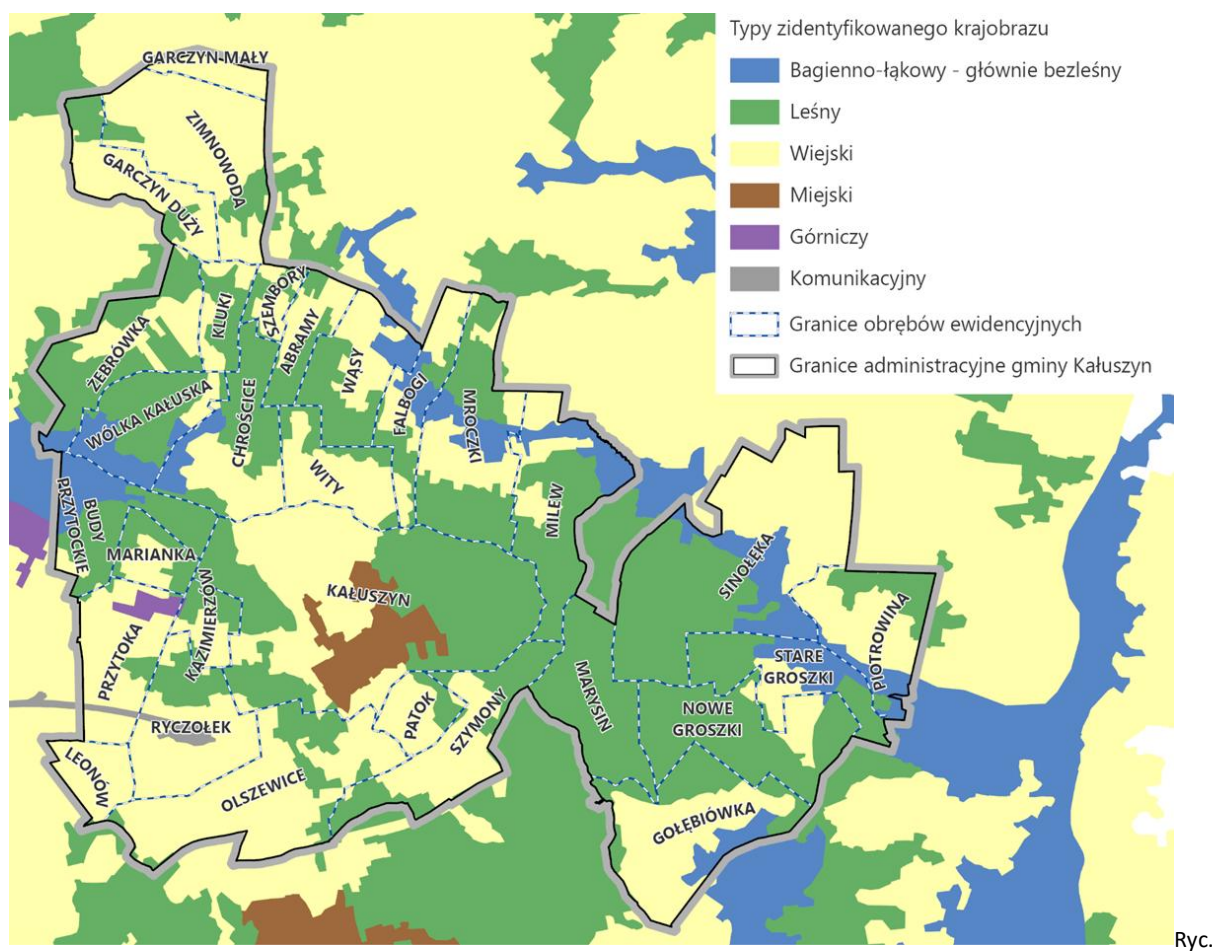 Typy zidentyfikowanego krajobrazu
Bagienno-łąkowy - głównie bezleśny
Leśny
Wiejski
Miejski
Górniczy
Komunikacyjny
Granice obrębów ewidencyjnych
Granice administracyjne gminy Kałuszyn
GARCZYN MAŁY
ZIMNOWODA
GARCZYN DUŻY
SZEMBORY
KLUKI
ABRAMY
ŻEBRÓWKA
WĄSY
FALBOGI
MROCZKI
WÓLKA KAŁUSKA
CHROŚCICE
WITY
MILEW
BUDY
PRZYTOCKIE
MARIANKA
SINOŁĘKA
KAŁUSZYN
KAZIMIERZÓW
PIOTROWINA
PRZYTOKA
STARE
GROSZKI
MARYSIN
NOWE
GROSZKI
PATOK
SZYMONY
RYCZOŁEK
LEONÓW
OLSZEWICE
GOŁĘBIÓWKA
Ryc.